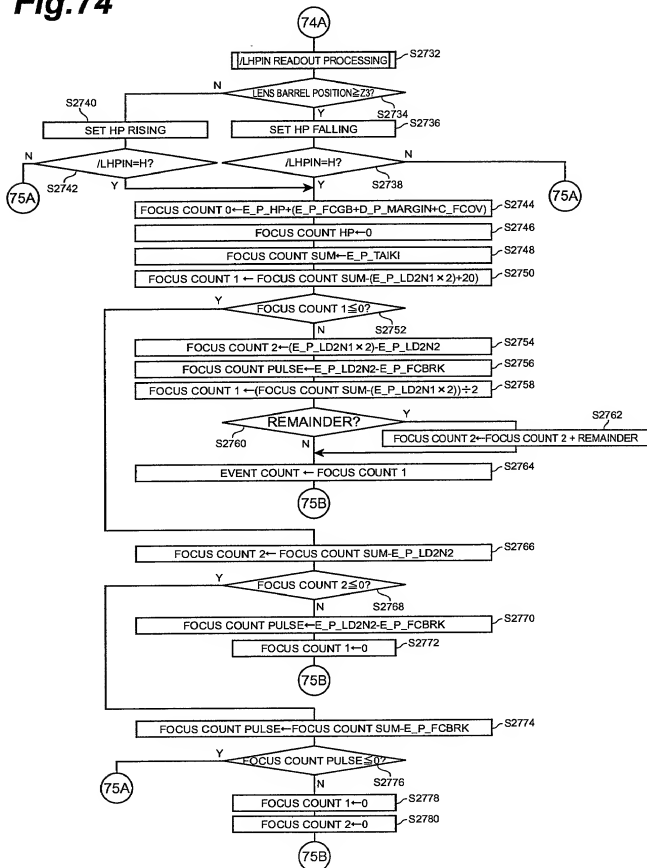 Fig.74
74A
/LHPIN READOUT PROCESSING
S2732
LENS BARREL POSITION≧Z3?
N
Y
S2734
S2740
SET HP RISING
SET HP FALLING
S2736
/LHPIN=H?
N
Y
S2742
/LHPIN=H?
N
Y
S2738
75A
75A
FOCUS COUNT 0←E_P_HP+(E_P_FCGB+D_P_MARGIN+C_FCOV)
S2744
FOCUS COUNT HP←0
S2746
FOCUS COUNT SUM←E_P_TAIKI
S2748
FOCUS COUNT 1 ← FOCUS COUNT SUM-(E_P_LD2N1×2)+20)
S2750
FOCUS COUNT 1≦0?
Y
N
S2752
FOCUS COUNT 2←(E_P_LD2N1×2)-E_P_LD2N2
S2754
FOCUS COUNT PULSE←E_P_LD2N2-E_P_FCBRK
S2756
FOCUS COUNT 1 ←(FOCUS COUNT SUM-(E_P_LD2N1×2))÷2
S2758
REMAINDER?
Y
N
S2760
S2762
FOCUS COUNT 2←FOCUS COUNT 2 + REMAINDER
EVENT COUNT ← FOCUS COUNT 1
S2764
75B
FOCUS COUNT 2← FOCUS COUNT SUM-E_P_LD2N2
S2766
FOCUS COUNT 2≦0?
Y
N
S2768
FOCUS COUNT PULSE←E_P_LD2N2-E_P_FCBRK
S2770
FOCUS COUNT 1←0
S2772
75B
FOCUS COUNT PULSE←FOCUS COUNT SUM-E_P_FCBRK
S2774
FOCUS COUNT PULSE≦0?
Y
N
S2776
75A
FOCUS COUNT 1←0
S2778
FOCUS COUNT 2←0
S2780
75B